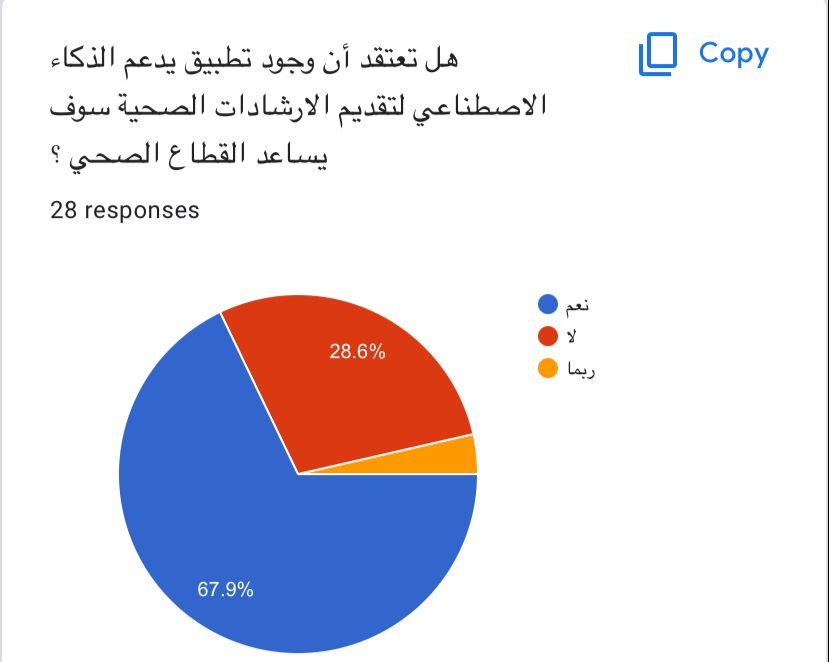 هل تعتقد أن وجود تطبيق يدعم الذكاء
الاصطناعي لتقديم الارشادات الصحية سوف
يساعد القطاع الصحي ؟
Copy
28 responses
نعم
لا
ربما
28.6%
67.9%